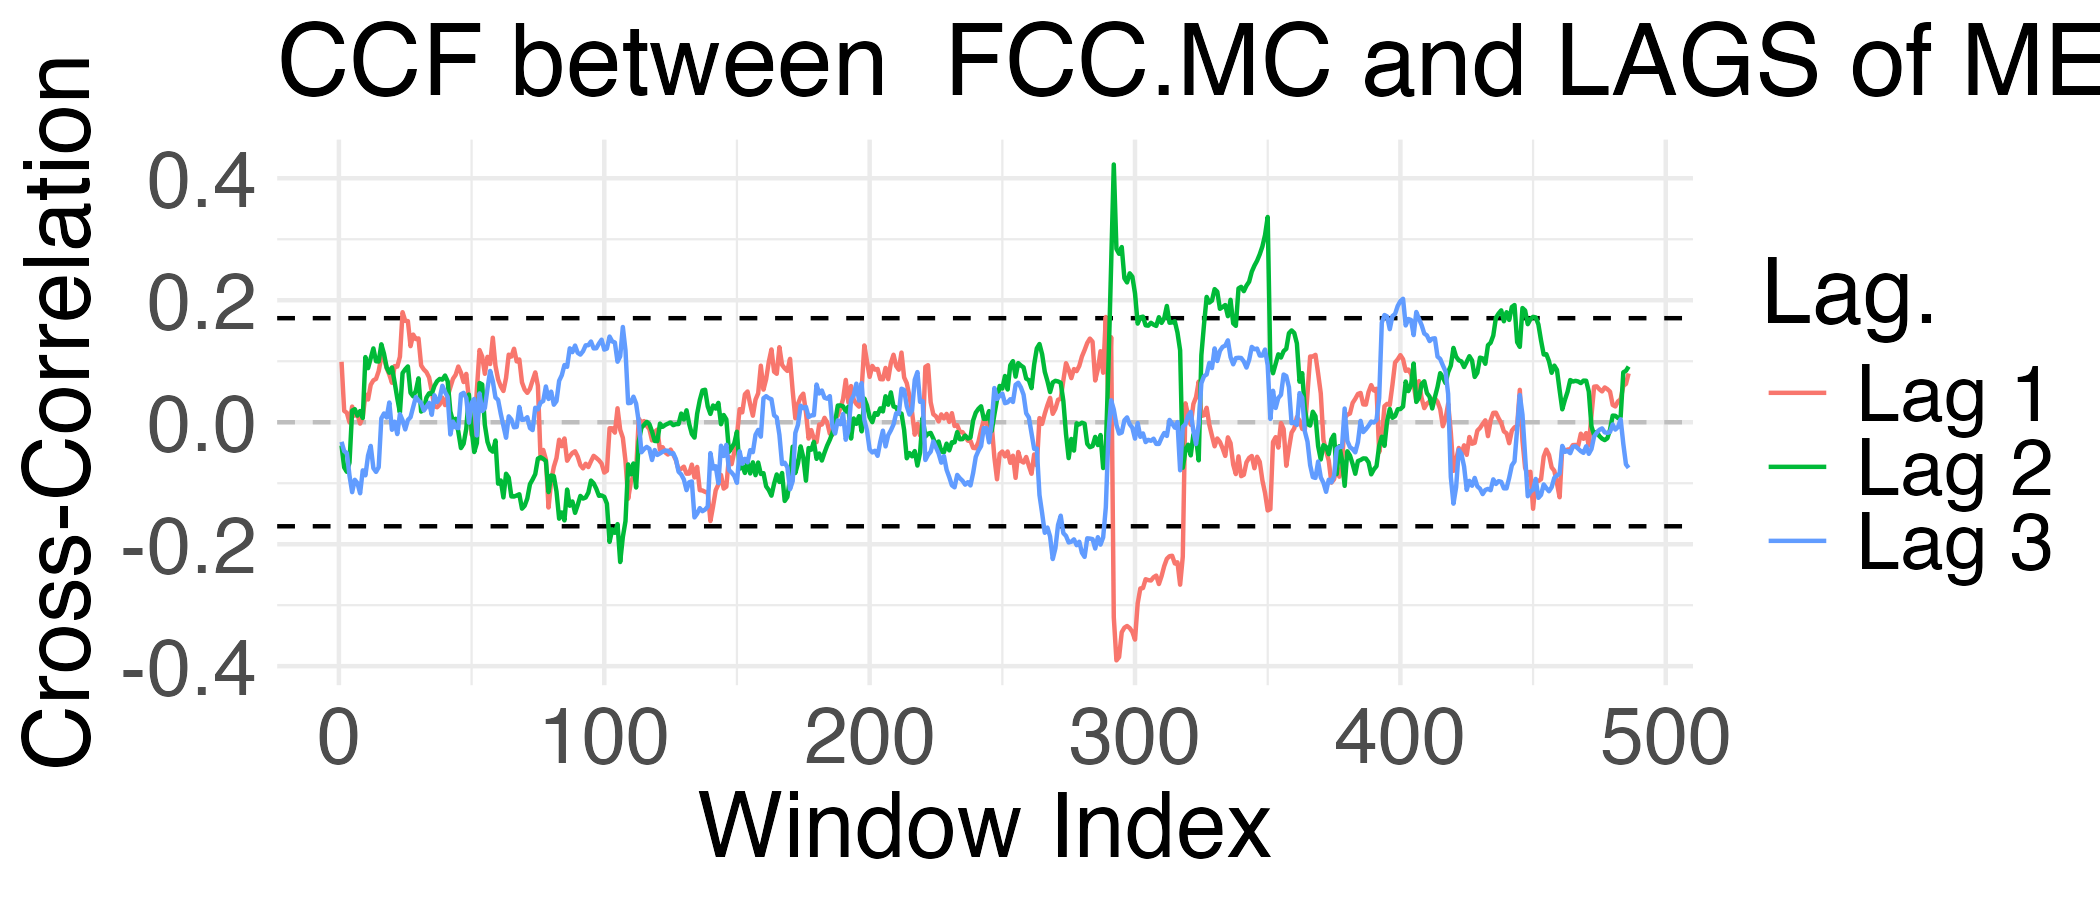 CCF between FCC.MC and LAGS of ME
Cross-Correlation
0.4
0.2
0.0
-0.2
-0.4
0
100
200
300
400
500
Window Index
Lag.
Lag 1
Lag 2
Lag 3